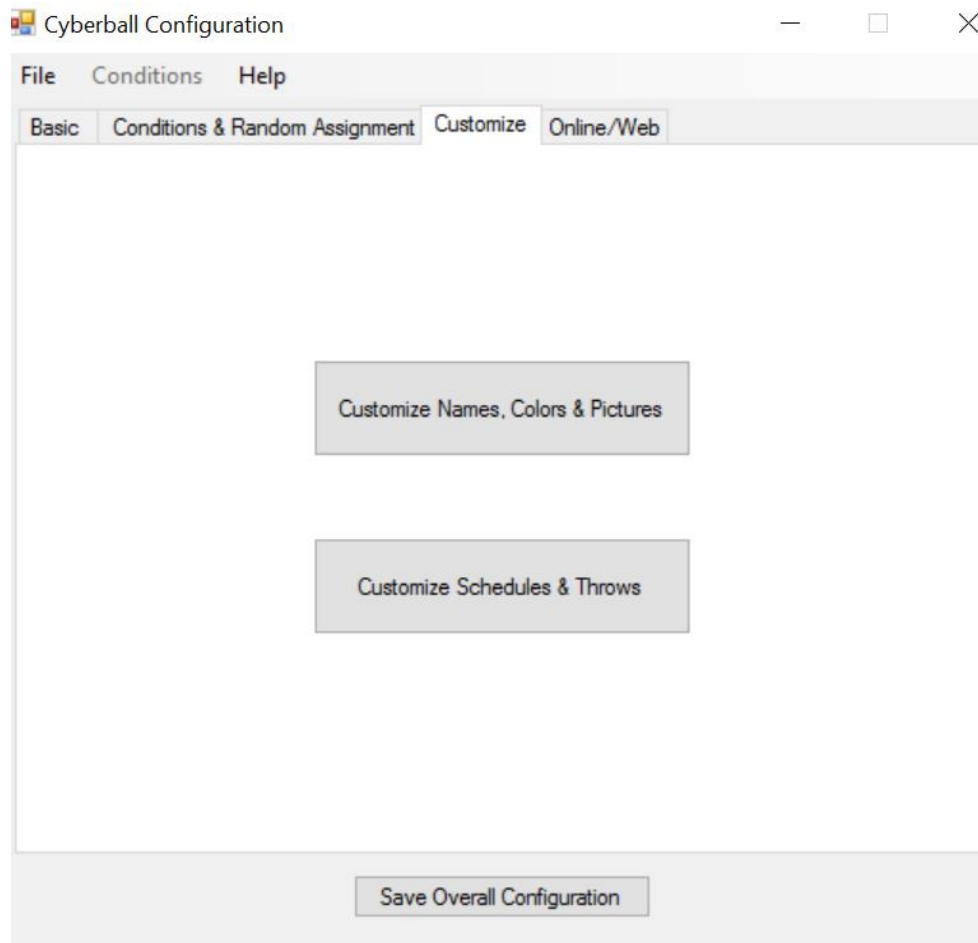 Cyberball Configuration
File Conditions Help
Basic Conditions & Random Assignment Customize Online/Web
Customize Names, Colors & Pictures
Customize Schedules & Throws
Save Overall Configuration